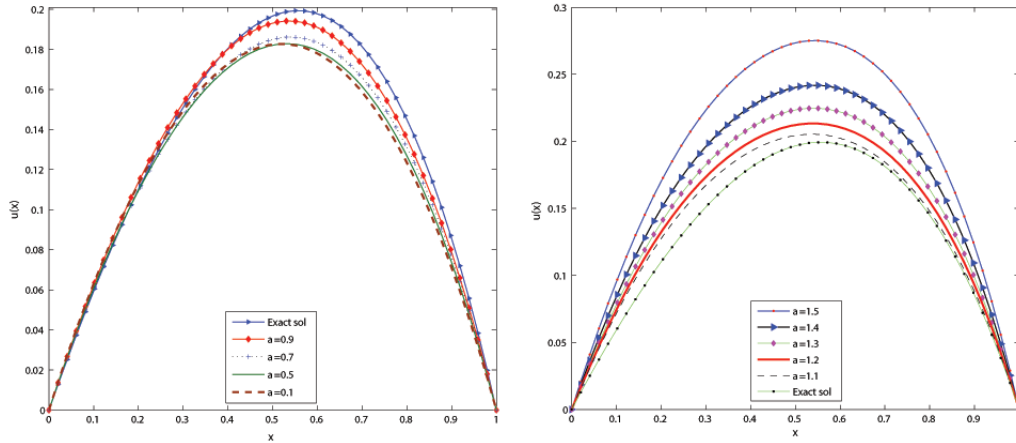 0.2
0.18
0.16
0.14
0.12
0.1
0.08
0.06
0.04
0.02
0
u(x)
0 0.1 0.2 0.3 0.4 0.5 0.6 0.7 0.8 0.9 1
x
Exact sol
a=0.9
a=0.7
a=0.5
a=0.1
0.3
0.25
0.2
0.15
0.1
0.05
0
u(x)
0 0.1 0.2 0.3 0.4 0.5 0.6 0.7 0.8 0.9
x
a=1.5
a=1.4
a=1.3
a=1.2
a=1.1
Exact sol